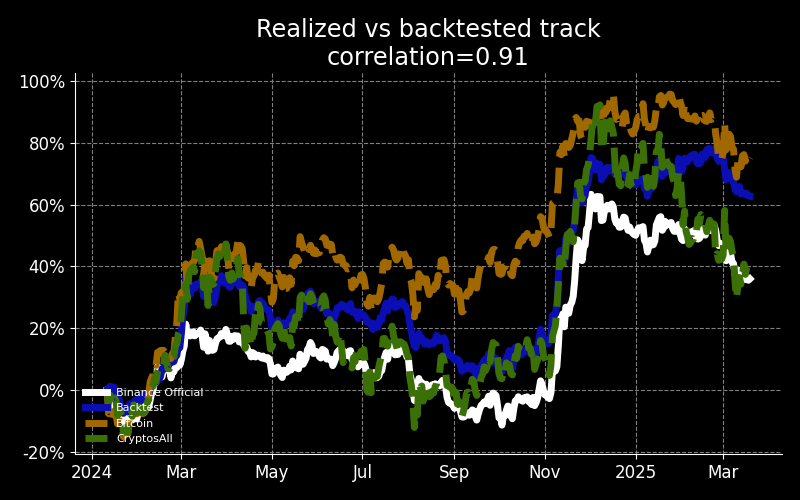 Realized vs backtested track
correlation=0.91
100%
80%
60%
40%
20%
0%
-20%
Binance Official
Backtest
Bitcoin
CryptosAll
2024 Mar May Jul Sep Nov 2025 Mar